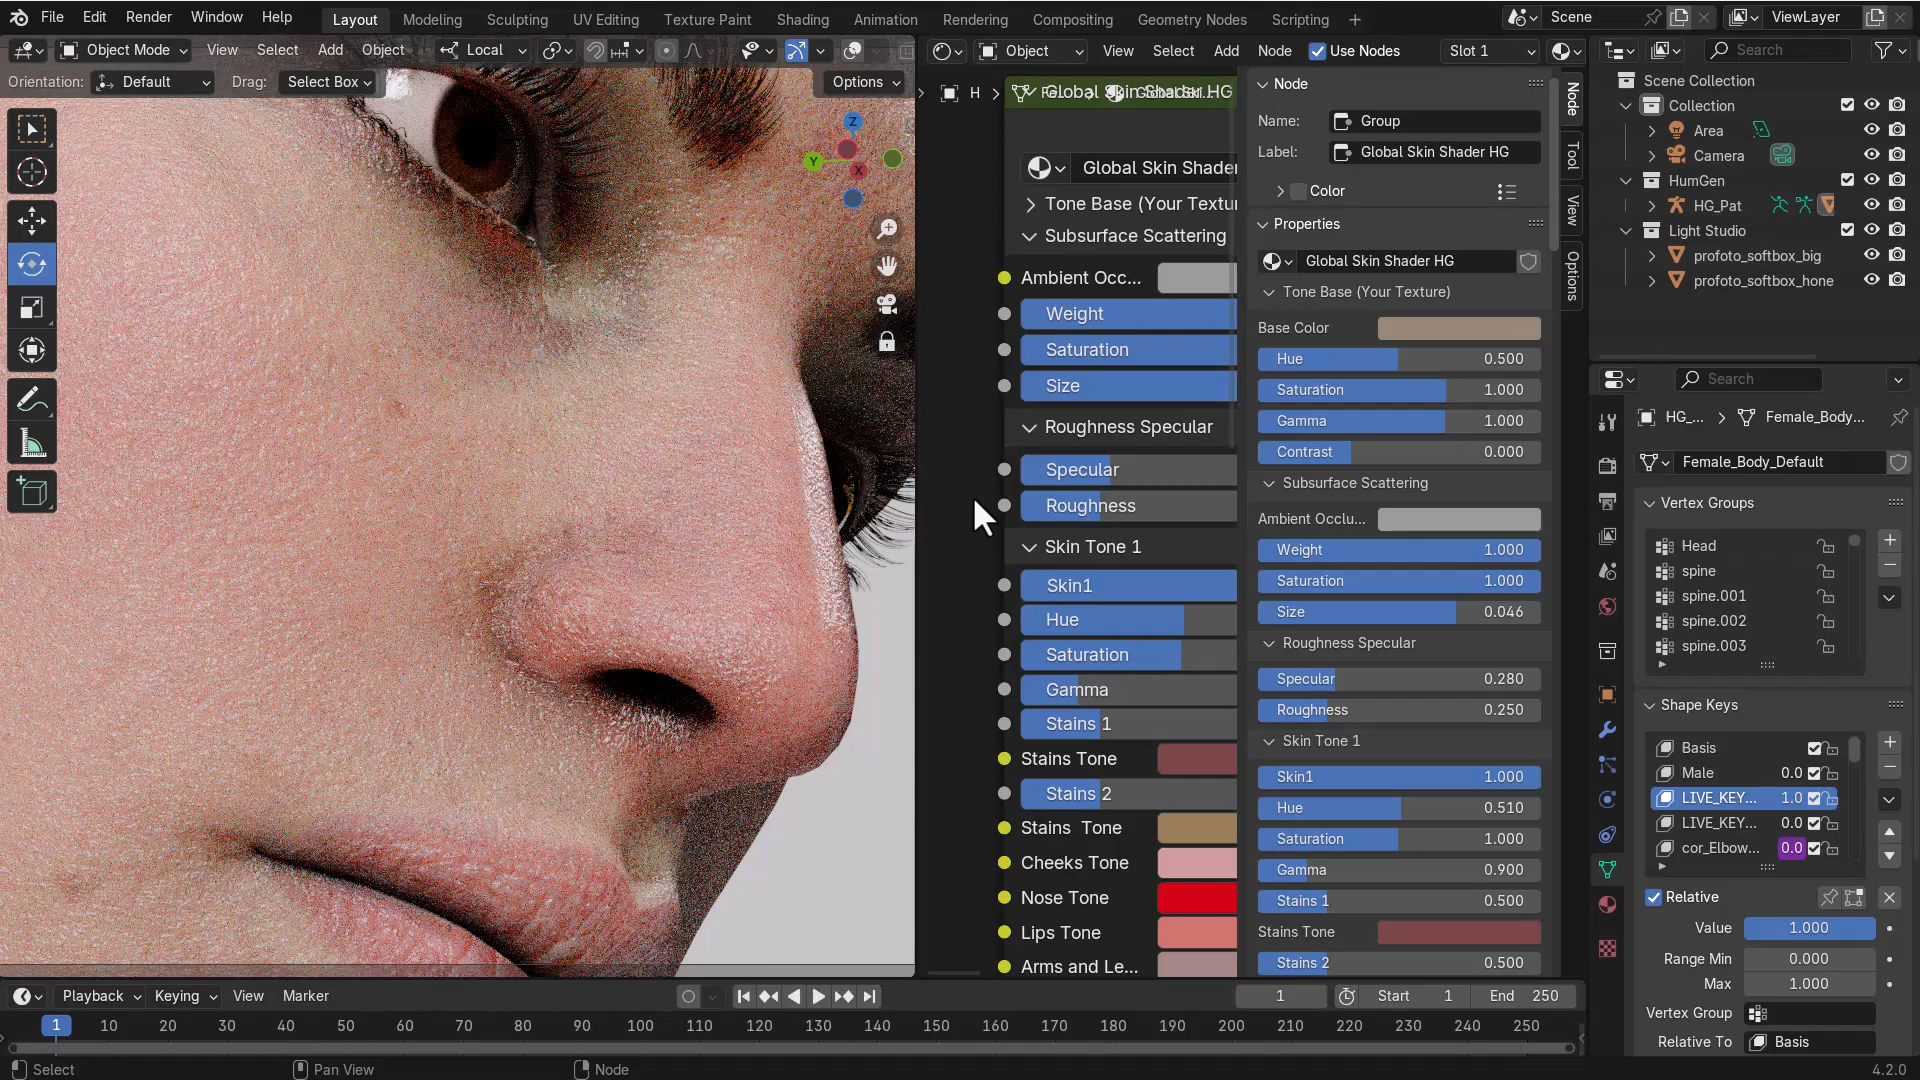 File Edit Render Window Help
Layout Modeling Sculpting UV Editing Texture Paint Shading Animation Rendering Compositing Geometry Nodes Scripting +
Scene
ViewLayer
Object Mode View Select Add Object Local
Object View Select Add Node Use Nodes Slot 1
Search
Orientation: Default Drag: Select Box
Options
H > Global Skin Shader HG
Z
Y
X
Global Skin Shader
Tone Base (Your Textur
Subsurface Scattering
Ambient Occ...
Weight
Saturation
Size
Roughness Specular
Specular
Roughness
Skin Tone 1
Skin1
Hue
Saturation
Gamma
Stains 1
Stains Tone
Stains 2
Stains  Tone
Cheeks Tone
Nose Tone
Lips Tone
Arms and Le...
Node
Name: Group
Label: Global Skin Shader HG
Color
Properties
Global Skin Shader HG
Tone Base (Your Texture)
Base Color
Hue 0.500
Saturation 1.000
Gamma 1.000
Contrast 0.000
Subsurface Scattering
Ambient Occlu...
Weight 1.000
Saturation 1.000
Size 0.046
Roughness Specular
Specular 0.280
Roughness 0.250
Skin Tone 1
Skin1 1.000
Hue 0.510
Saturation 1.000
Gamma 0.900
Stains 1 0.500
Stains Tone
Stains 2 0.500
Node
Tool
View
Options
Scene Collection
Collection
Area
Camera
HumGen
HG_Pat
Light Studio
profoto_softbox_big
profoto_softbox_hone
Search
HG_... > Female_Body...
Female_Body_Default
Vertex Groups
Head
spine
spine.001
spine.002
spine.003
Shape Keys
Basis
Male 0.0
LIVE_KEY... 1.0
LIVE_KEY... 0.0
cor_Elbow... 0.0
Relative
Value 1.000
Range Min 0.000
Max 1.000
Vertex Group
Relative To Basis
Playback Keying View Marker
1 Start 1 End 250
1 10 20 30 40 50 60 70 80 90 100 110 120 130 140 150 160 170 180 190 200 210 220 230 240 250
Select Pan View Node
4.2.0